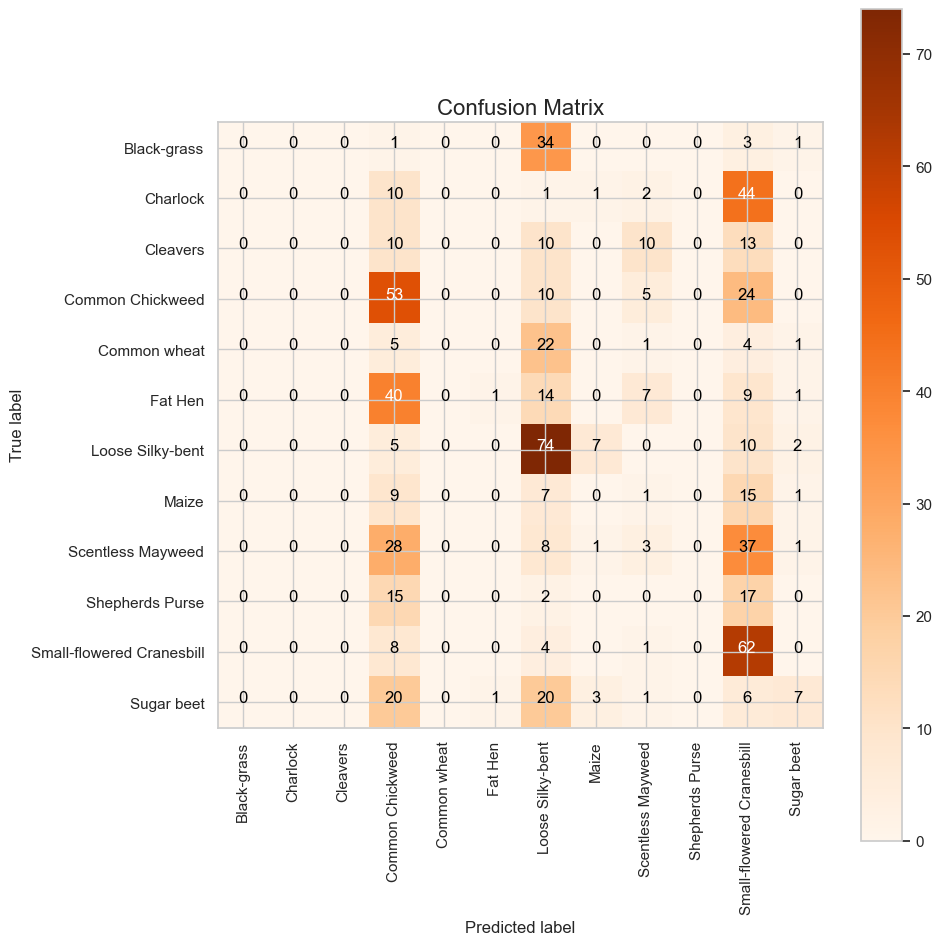 Confusion Matrix
True label
Black-grass 0 0 0 1 0 0 34 0 0 0 3 1
Charlock 0 0 0 10 0 0 1 1 2 0 44 0
Cleavers 0 0 0 10 0 0 10 0 10 0 13 0
Common Chickweed 0 0 0 53 0 0 10 0 5 0 24 0
Common wheat 0 0 0 5 0 0 22 0 1 0 4 1
Fat Hen 0 0 0 40 0 1 14 0 7 0 9 1
Loose Silky-bent 0 0 0 5 0 0 74 7 0 0 10 2
Maize 0 0 0 9 0 0 7 0 1 0 15 1
Scentless Mayweed 0 0 0 28 0 0 8 1 3 0 37 1
Shepherds Purse 0 0 0 15 0 0 2 0 0 0 17 0
Small-flowered Cranesbill 0 0 0 8 0 0 4 0 1 0 62 0
Sugar beet 0 0 0 20 0 1 20 3 1 0 6 7
Black-grass
Charlock
Cleavers
Common Chickweed
Common wheat
Fat Hen
Loose Silky-bent
Maize
Scentless Mayweed
Shepherds Purse
Small-flowered Cranesbill
Sugar beet
Predicted label
70
60
50
40
30
20
10
0